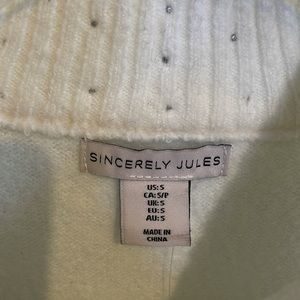 SINCERELY JULES
US: S
CA: S/P
UK: S
EU: S
AU: S
MADE IN
CHINA